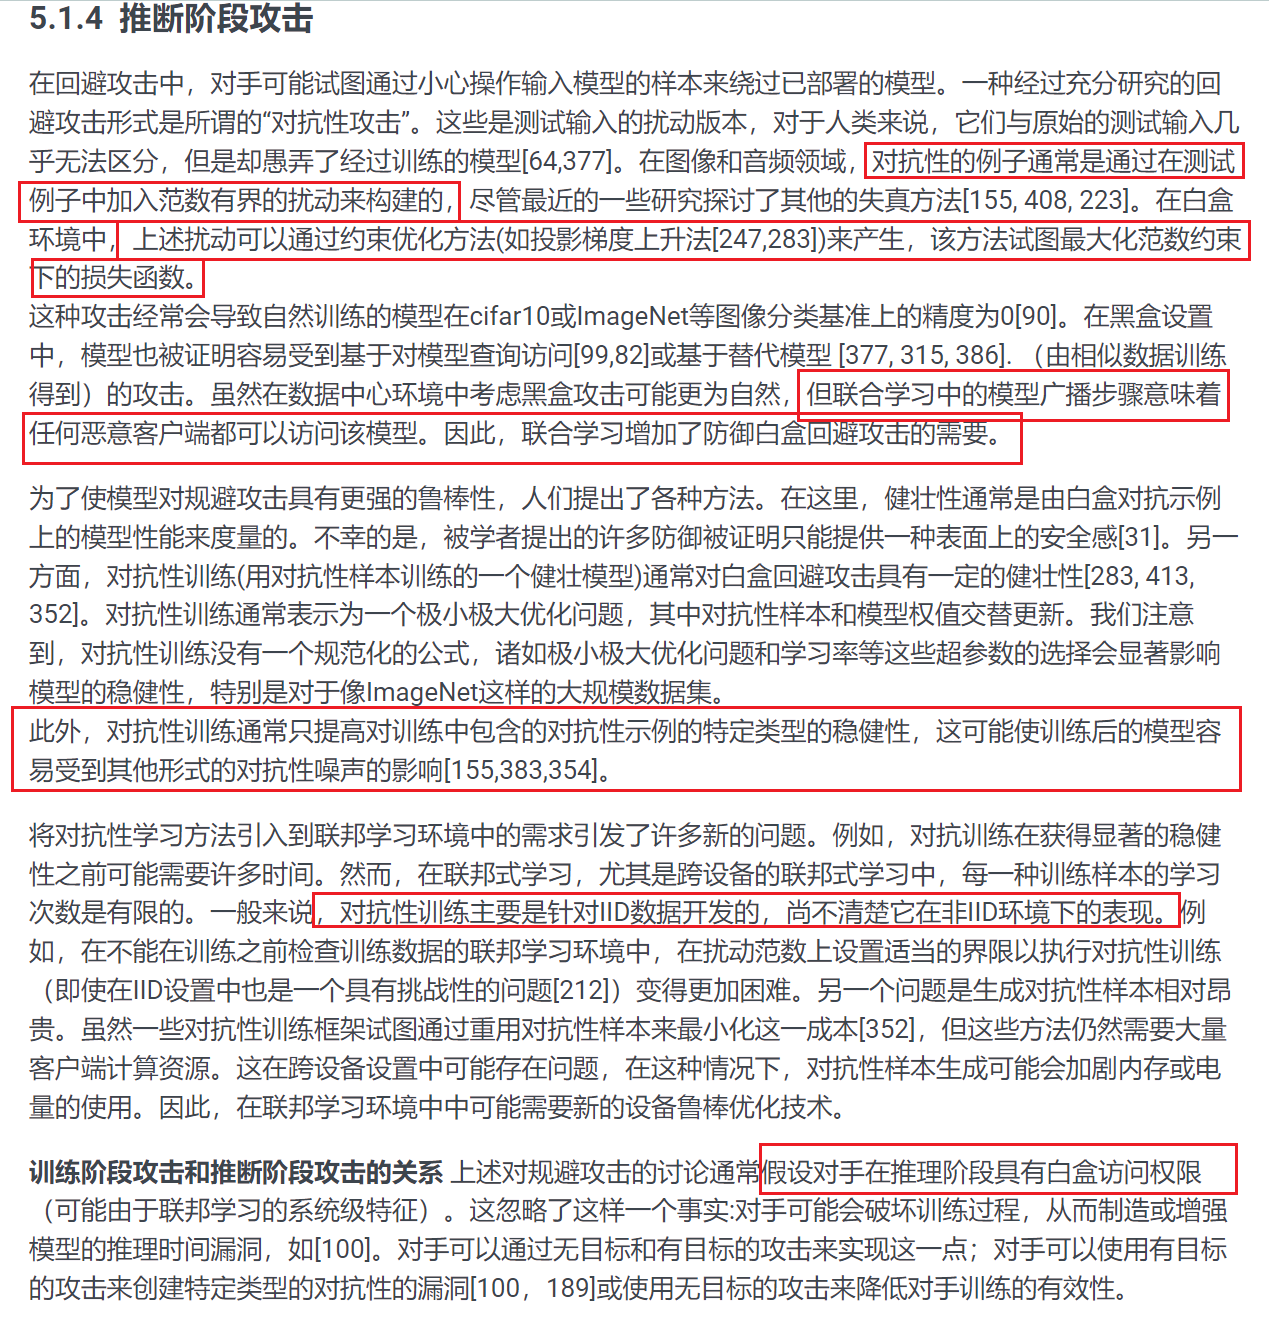 5.1.4 推断阶段攻击
在回避攻击中，对手可能试图通过小心操作输入模型的样本来绕过已部署的模型。一种经过充分研究的回
避攻击形式是所谓的“对抗性攻击”。这些是测试输入的扰动版本，对于人类来说，它们与原始的测试输入几
乎无法区分，但是却愚弄了经过训练的模型[64,377]。在图像和音频领域，对抗性的例子通常是通过在测试
例子中加入范数有界的扰动来构建的，尽管最近的一些研究探讨了其他的失真方法[155, 408, 223]。在白盒
环境中，上述扰动可以通过约束优化方法(如投影梯度上升法[247,283])来产生，该方法试图最大化范数约束
下的损失函数。
这种攻击经常会导致自然训练的模型在cifar10或ImageNet等图像分类基准上的精度为0[90]。在黑盒设置
中，模型也被证明容易受到基于对模型查询访问[99,82]或基于替代模型 [377, 315, 386]. （由相似数据训练
得到）的攻击。虽然在数据中心环境中考虑黑盒攻击可能更为自然，但联合学习中的模型广播步骤意味着
任何恶意客户端都可以访问该模型。因此，联合学习增加了防御白盒回避攻击的需要。
为了使模型对规避攻击具有更强的鲁棒性，人们提出了各种方法。在这里，健壮性通常是由白盒对抗示例
上的模型性能来度量的。不幸的是，被学者提出的许多防御被证明只能提供一种表面上的安全感[31]。另一
方面，对抗性训练(用对抗性样本训练的一个健壮模型)通常对白盒回避攻击具有一定的健壮性[283, 413,
352]。对抗性训练通常表示为一个极小极大优化问题，其中对抗性样本和模型权值交替更新。我们注意
到，对抗性训练没有一个规范化的公式，诸如极小极大优化问题和学习率等这些超参数的选择会显著影响
模型的稳健性，特别是对于像ImageNet这样的大规模数据集。
此外，对抗性训练通常只提高对训练中包含的对抗性示例的特定类型的稳健性，这可能使训练后的模型容
易受到其他形式的对抗性噪声的影响[155,383,354]。
将对抗性学习方法引入到联邦学习环境中的需求引发了许多新的问题。例如，对抗训练在获得显著的稳健
性之前可能需要许多时间。然而，在联邦式学习，尤其是跨设备的联邦式学习中，每一种训练样本的学习
次数是有限的。一般来说，对抗性训练主要是针对IID数据开发的，尚不清楚它在非IID环境下的表现。例
如，在不能在训练之前检查训练数据的联邦学习环境中，在扰动范数上设置适当的界限以执行对抗性训练
（即使在IID设置中也是一个具有挑战性的问题[212]）变得更加困难。另一个问题是生成对抗性样本相对昂
贵。虽然一些对抗性训练框架试图通过重用对抗性样本来最小化这一成本[352]，但这些方法仍然需要大量
客户端计算资源。这在跨设备设置中可能存在问题，在这种情况下，对抗性样本生成可能会加剧内存或电
量的使用。因此，在联邦学习环境中中可能需要新的设备鲁棒优化技术。
训练阶段攻击和推断阶段攻击的关系 上述对规避攻击的讨论通常假设对手在推理阶段具有白盒访问权限
（可能由于联邦学习的系统级特征）。这忽略了这样一个事实:对手可能会破坏训练过程，从而制造或增强
模型的推理时间漏洞，如[100]。对手可以通过无目标和有目标的攻击来实现这一点；对手可以使用有目标
的攻击来创建特定类型的对抗性的漏洞[100，189]或使用无目标的攻击来降低对手训练的有效性。